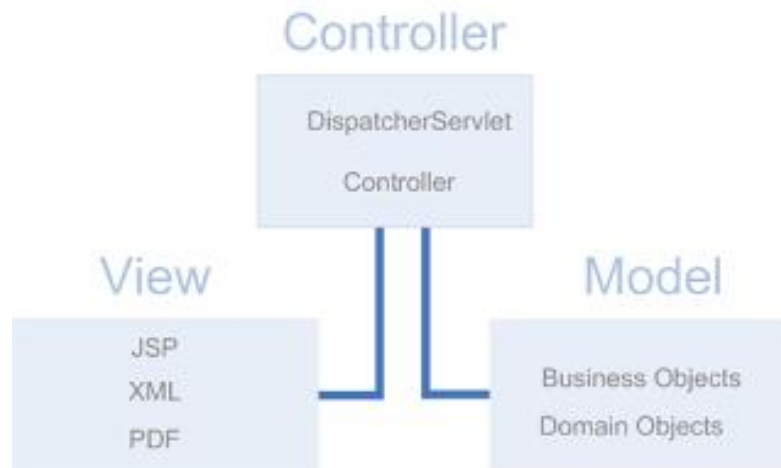 Controller
DispatcherServlet
Controller
View
JSP
XML
PDF
Model
Business Objects
Domain Objects